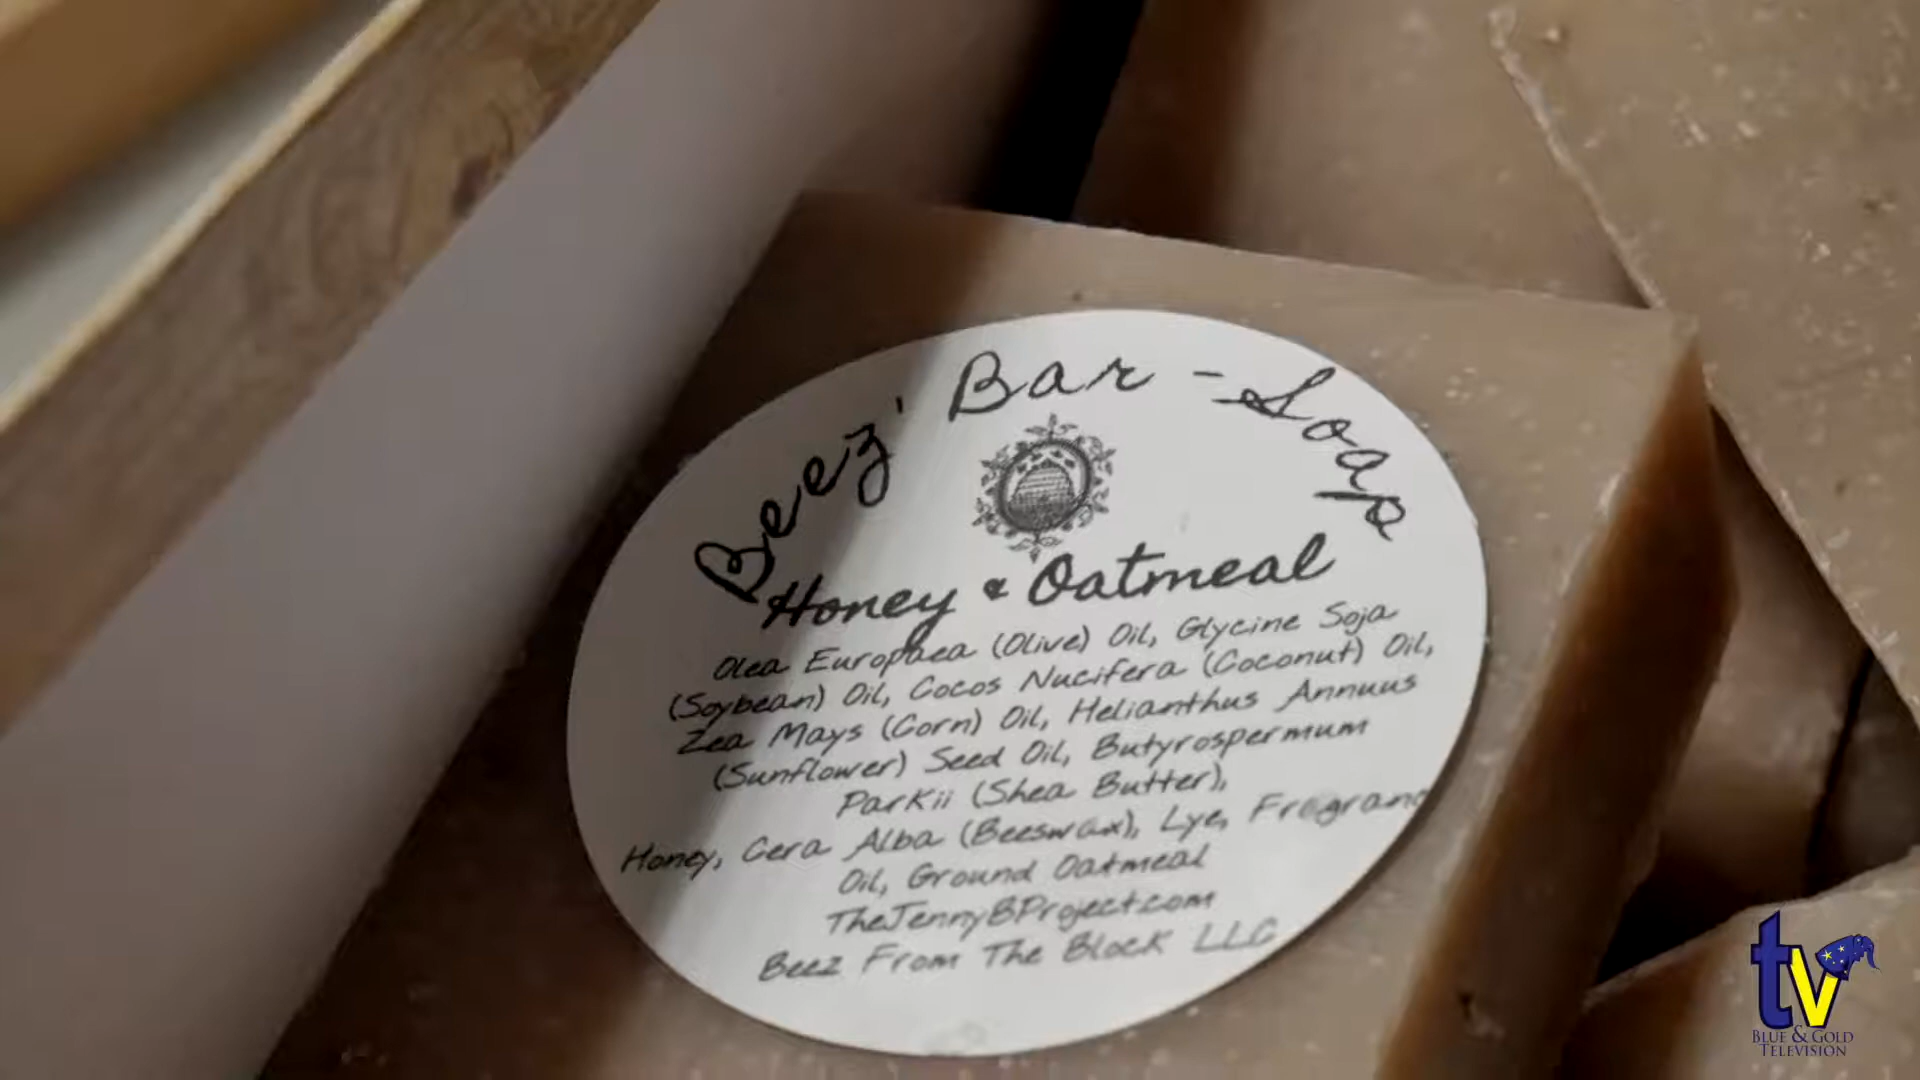 Beez' Bar-Soap
Honey & Oatmeal
Olea Europaea (Olive) Oil, Glycine Soja
(Soybean) Oil, Cocos Nucifera (Coconut) Oil,
Zea Mays (Corn) Oil, Helianthus Annuus
(Sunflower) Seed Oil, Butyrospermum
Parkii (Shea Butter),
Honey, Cera Alba (Beeswax), Lye, Fragranc
Oil, Ground Oatmeal
TheJennyBProject.com
Beez From The Block LLC
tv
BLUE & GOLD
TELEVISION